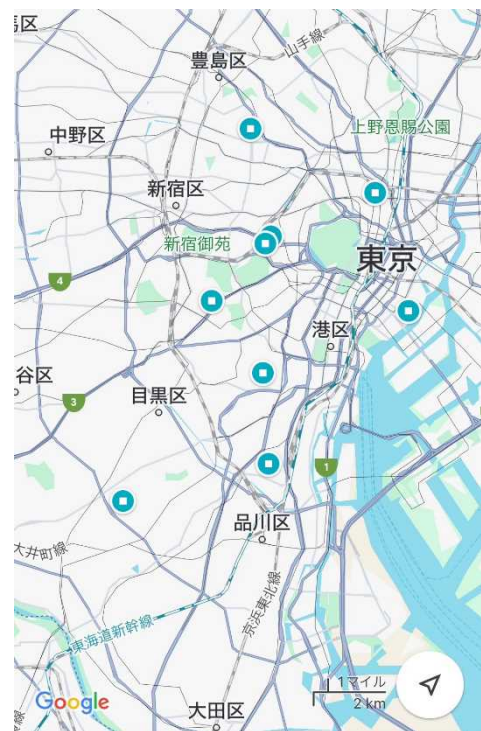 馬区
山手線
豊島区
上野恩賜公園
中野区
新宿区
新宿御苑
東京
4
港区
谷区
目黒区
3
1
品川区
大井町線
京浜東北線
東海道新幹線
1マイル
2 km
Google
大田区
線